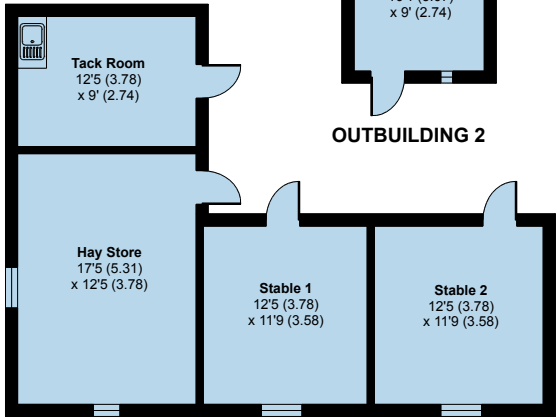 x 9' (2.74)
Tack Room
12'5 (3.78)
x 9' (2.74)
OUTBUILDING 2
Hay Store
17'5 (5.31)
x 12'5 (3.78)
Stable 1
12'5 (3.78)
x 11'9 (3.58)
Stable 2
12'5 (3.78)
x 11'9 (3.58)